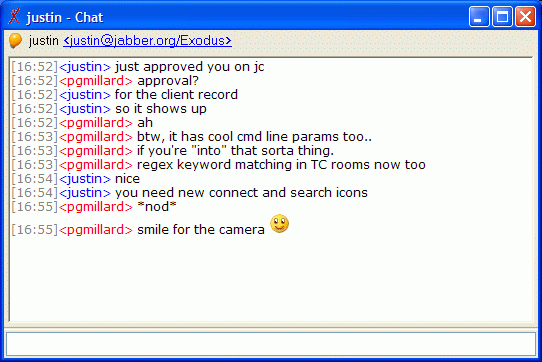 justin - Chat
justin <justin@jabber.org/Exodus>
[16:52]<justin> just approved you on jc
[16:52]<pgmillard> approval?
[16:52]<justin> for the client record
[16:52]<justin> so it shows up
[16:52]<pgmillard> ah
[16:53]<pgmillard> btw, it has cool cmd line params too..
[16:53]<pgmillard> if you're "into" that sorta thing.
[16:53]<pgmillard> regex keyword matching in TC rooms now too
[16:54]<justin> nice
[16:54]<justin> you need new connect and search icons
[16:55]<pgmillard> *nod*
[16:55]<pgmillard> smile for the camera